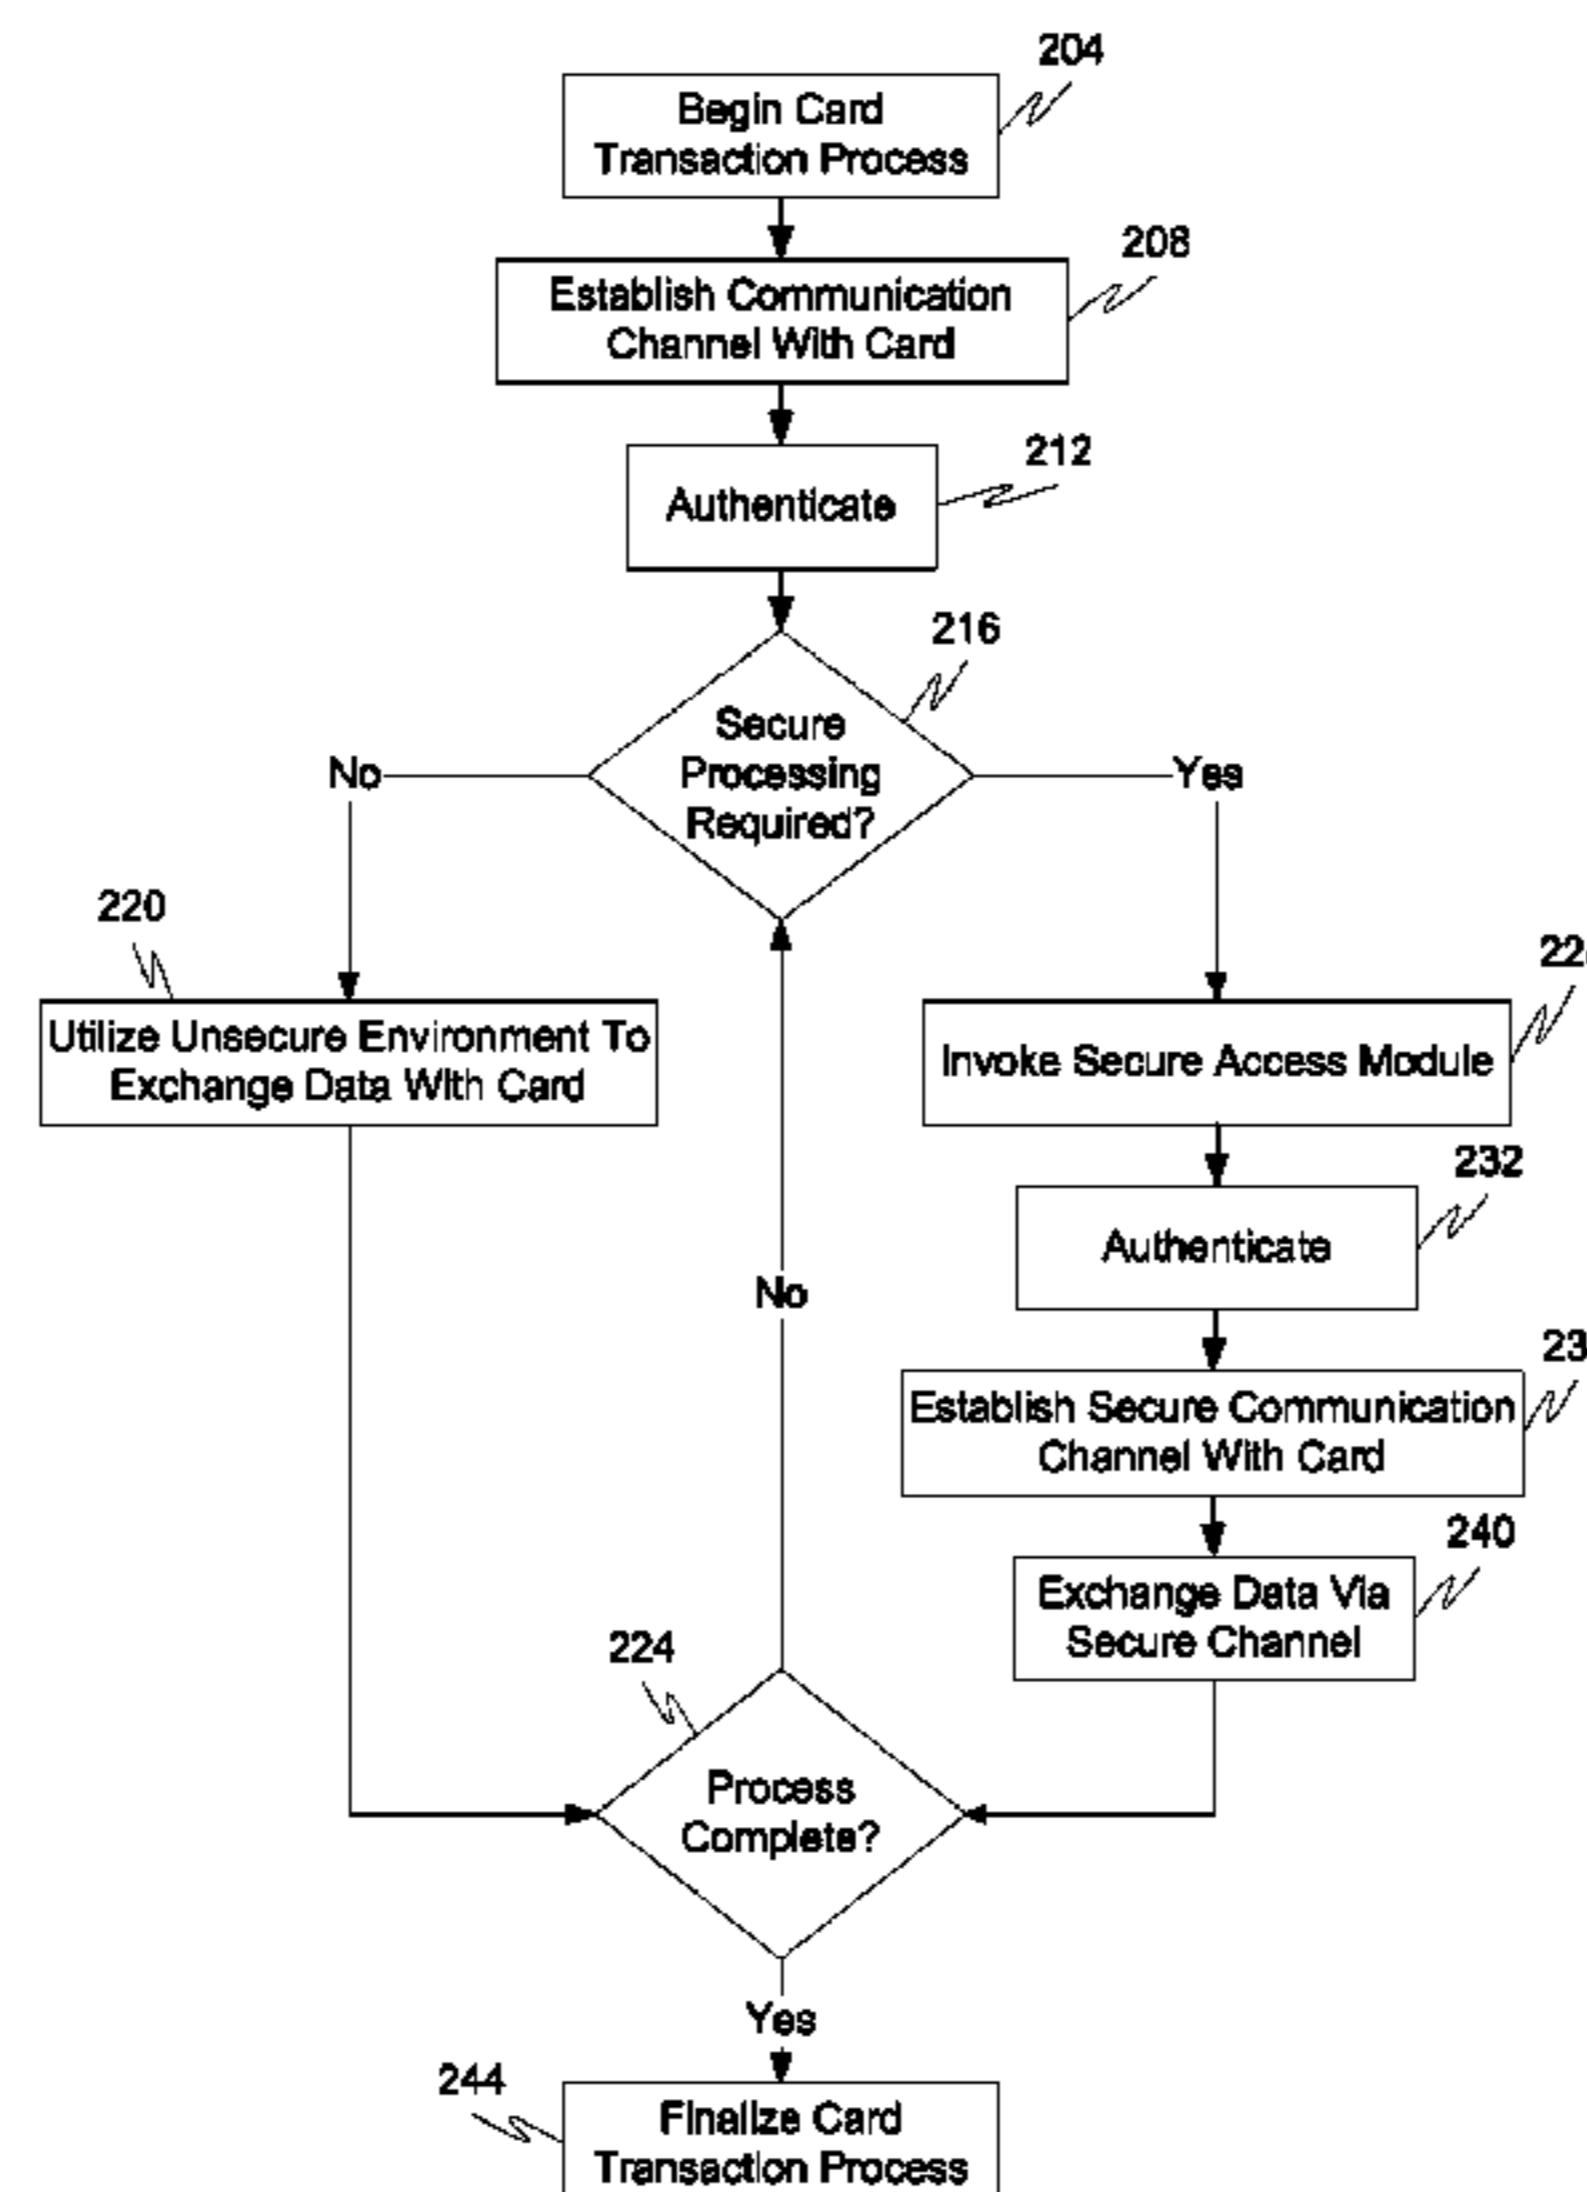 204
Begin Card
Transaction Process
208
Establish Communication
Channel With Card
212
Authenticate
216
Secure
Processing
Required?
No
Yes
220
Utilize Unsecure Environment To
Exchange Data With Card
Invoke Secure Access Module
232
Authenticate
No
Establish Secure Communication
Channel With Card
240
Exchange Data Via
Secure Channel
224
Process
Complete?
Yes
244
Finalize Card
Transaction Process